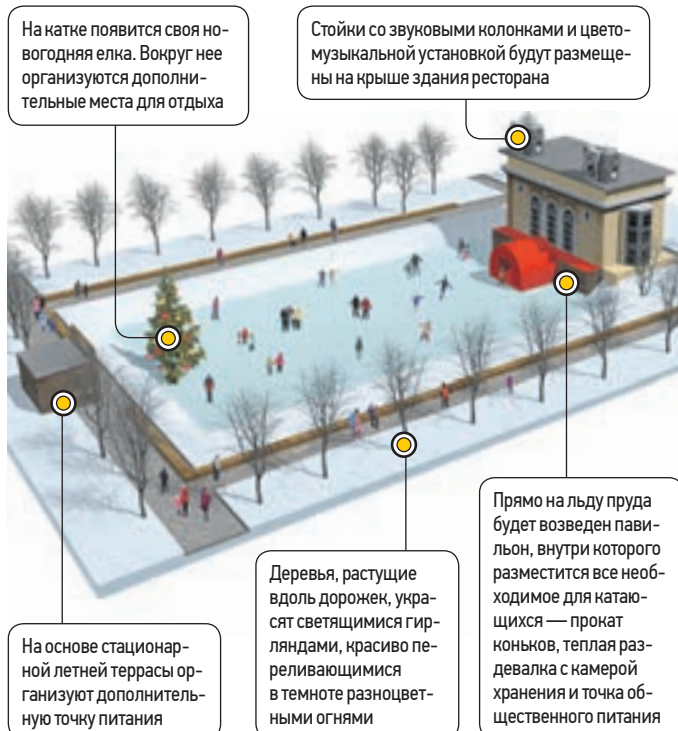 На катке появится своя но-
вогодняя елка. Вокруг нее
организуются дополни-
тельные места для отдыха
Стойки со звуковыми колонками и цвето-
музыкальной установкой будут размеще-
ны на крыше здания ресторана
На основе стационар-
ной летней террасы ор-
ганизуют дополнитель-
ную точку питания
Деревья, растущие
вдоль дорожек, укра-
сят светящимися гир-
ляндами, красиво пе-
реливающимися
в темноте разноцвет-
ными огнями
Прямо на льду пруда
будет возведен пави-
льон, внутри которого
разместится все необ-
ходимое для катаю-
щихся — прокат
коньков, теплая раз-
девалка с камерой
хранения и точка об-
щественного питания